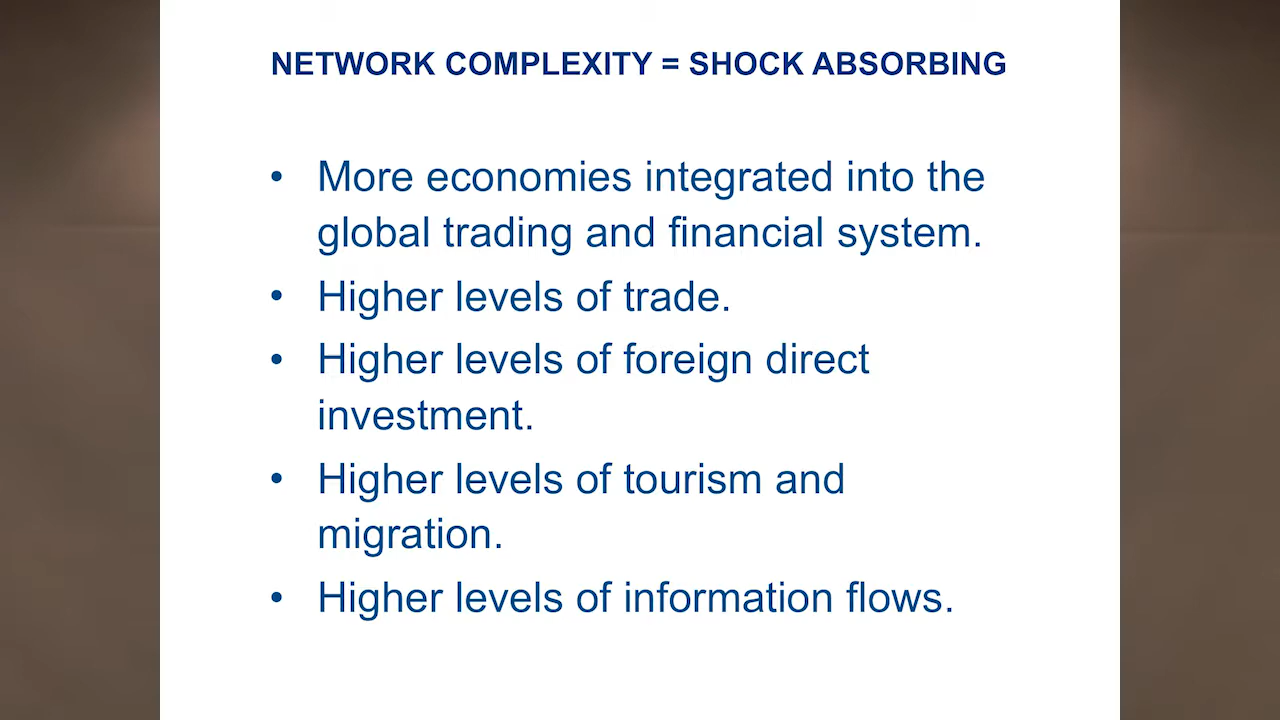 NETWORK COMPLEXITY = SHOCK ABSORBING
• More economies integrated into the
global trading and financial system.
• Higher levels of trade.
• Higher levels of foreign direct
investment.
• Higher levels of tourism and
migration.
• Higher levels of information flows.